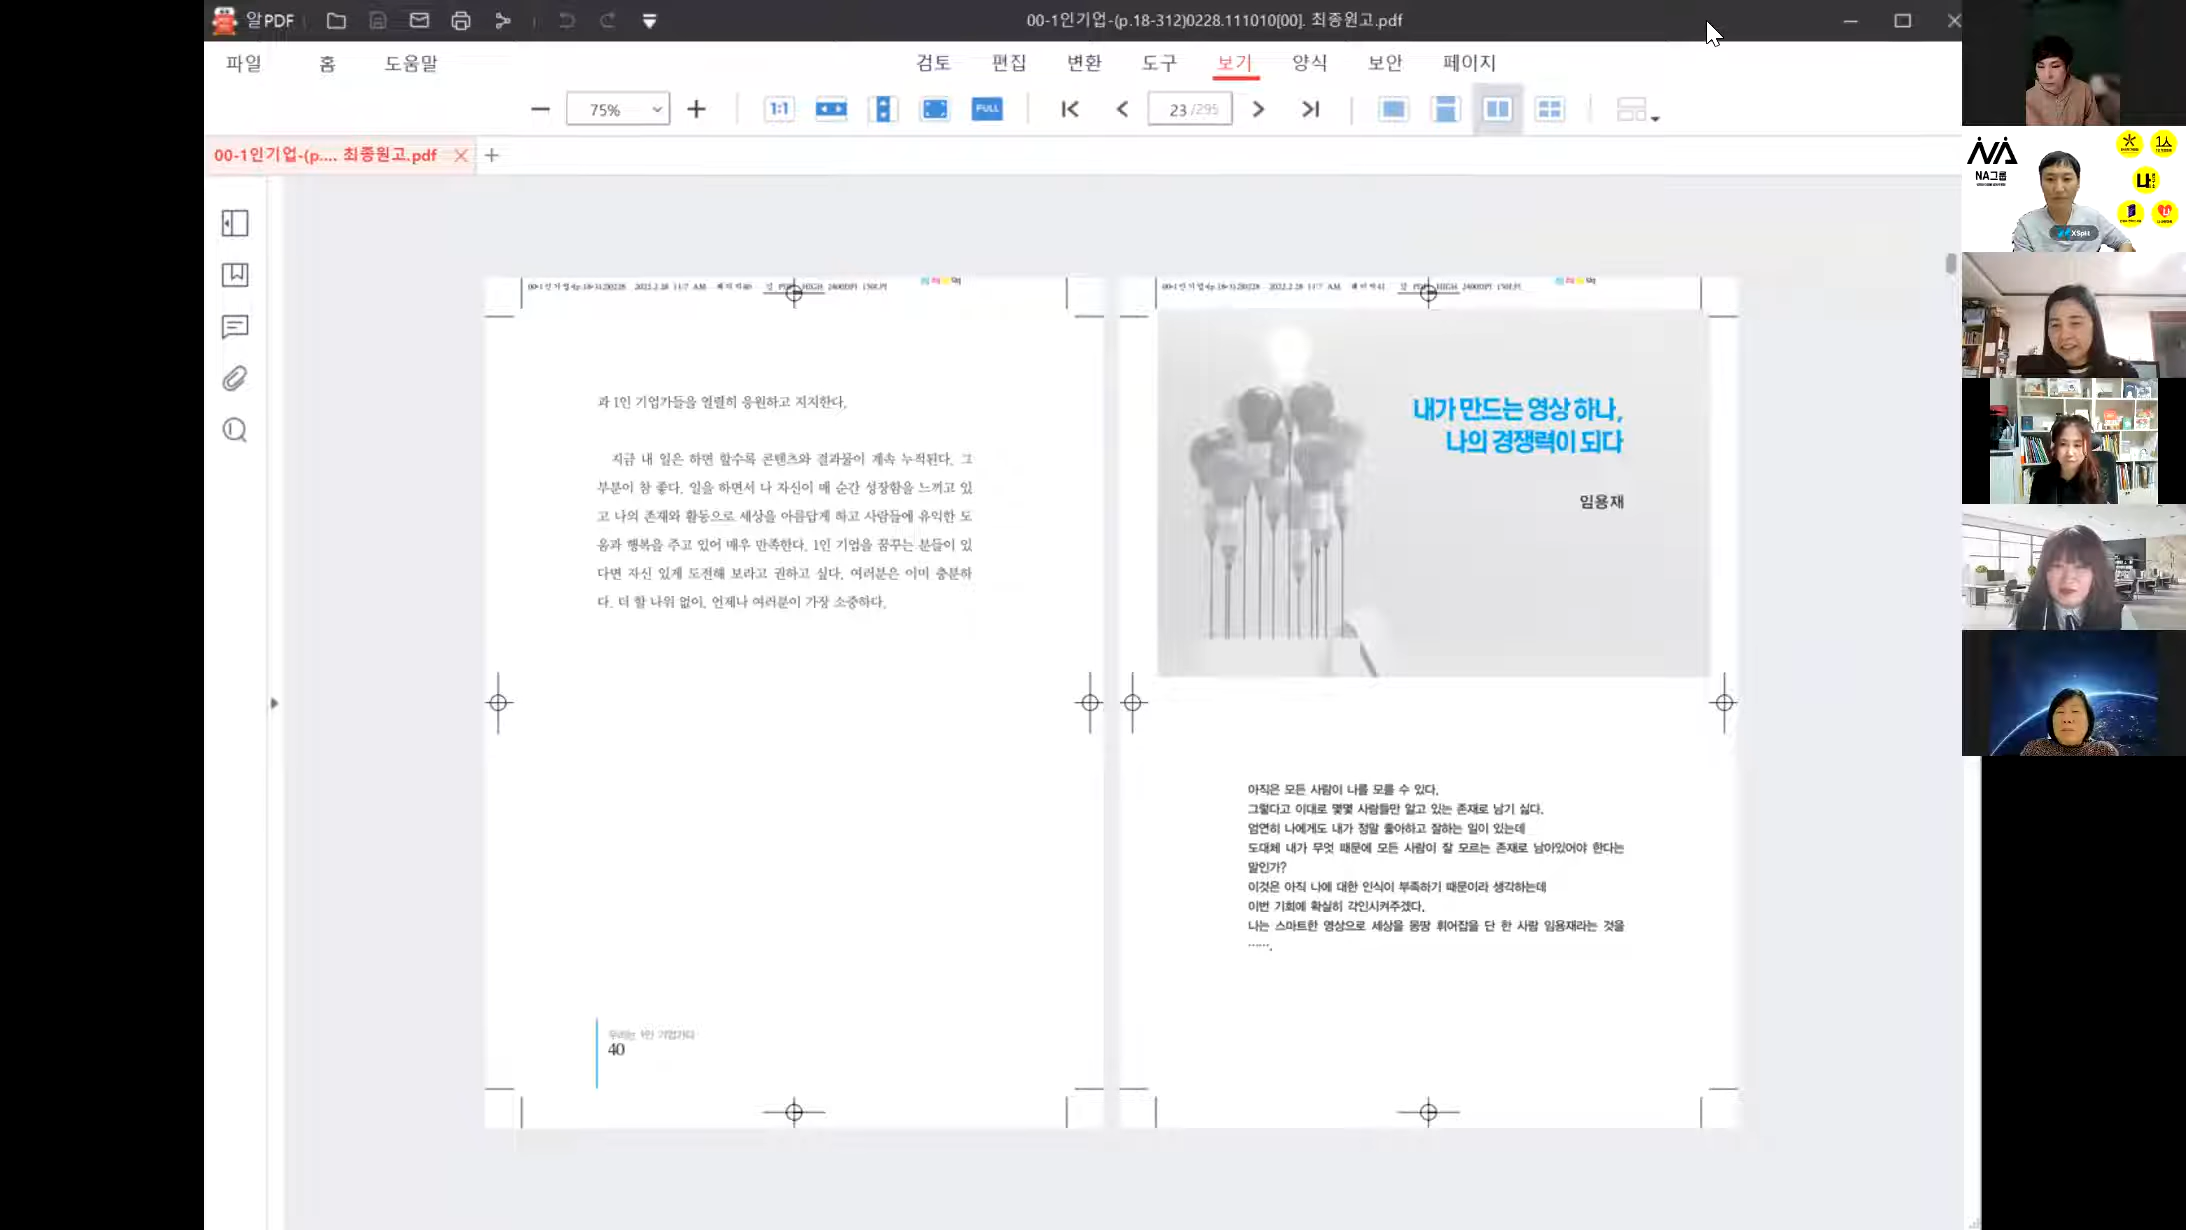 알PDF
00-1인기업-(p.18-312)0228.111010[00]. 최종원고.pdf
파일 홈 도움말 검토 편집 변환 도구 보기 양식 보안 페이지
75% 1:1 FULL 23 /295
00-1인기업-(p.... 최종원고.pdf
과 1인 기업가들을 열렬히 응원하고 지지한다.
지금 내 일은 하면 할수록 콘텐츠와 결과물이 계속 누적된다. 그
부분이 참 좋다. 일을 하면서 나 자신이 매 순간 성장함을 느끼고 있
고 나의 존재와 활동으로 세상을 아름답게 하고 사람들에 유익한 도
움과 행복을 주고 있어 매우 만족한다. 1인 기업을 꿈꾸는 분들이 있
다면 자신 있게 도전해 보라고 권하고 싶다. 여러분은 이미 충분하
다. 더 할 나위 없이. 언제나 여러분이 가장 소중하다.
우리는 1인 기업가다
40
내가 만드는 영상 하나,
나의 경쟁력이 되다
임용재
아직은 모든 사람이 나를 모를 수 있다.
그렇다고 이대로 몇몇 사람들만 알고 있는 존재로 남기 싫다.
엄연히 나에게도 내가 정말 좋아하고 잘하는 일이 있는데
도대체 내가 무엇 때문에 모든 사람이 잘 모르는 존재로 남아있어야 한다는
말인가?
이것은 아직 나에 대한 인식이 부족하기 때문이라 생각하는데
이번 기회에 확실히 각인시켜주겠다.
나는 스마트한 영상으로 세상을 몽땅 휘어잡을 단 한 사람 임용재라는 것을
…….
NA그룹
1人
나
XSplit